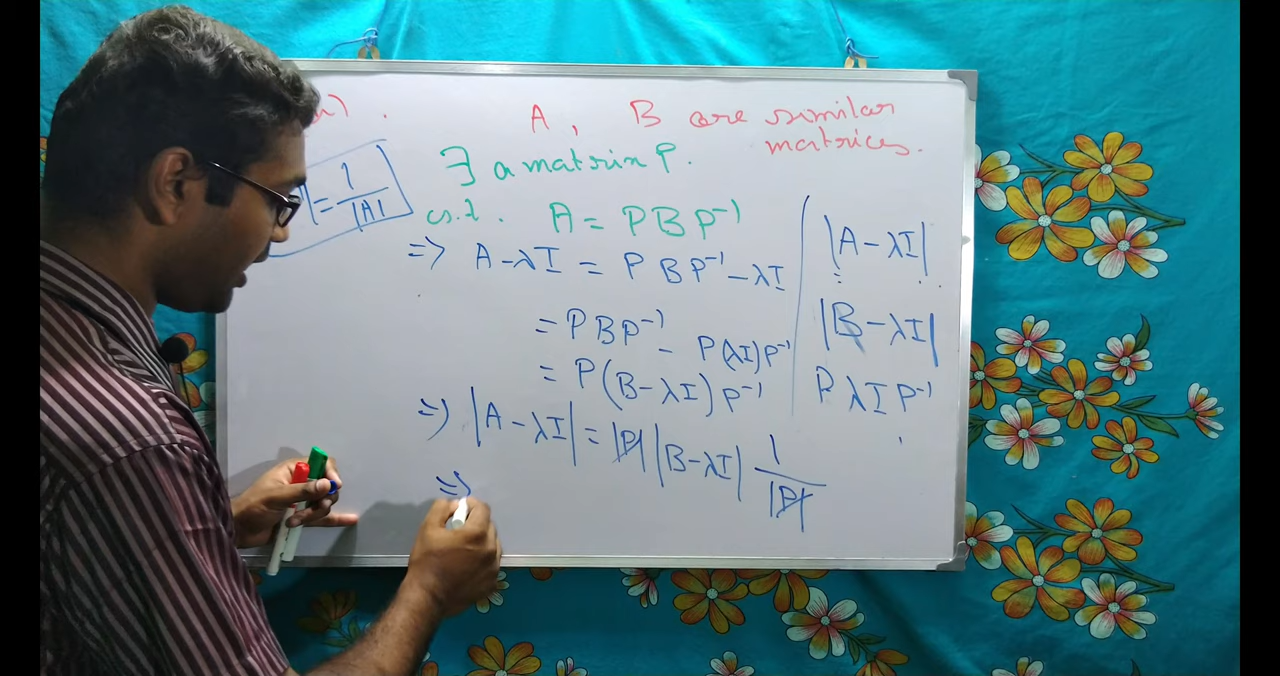 A, B are similar
matrices.
∃ a matrix P.
s.t. A = PBP⁻¹
| = 1/|A|
=> A - λI = PBP⁻¹ - λI
= PBP⁻¹ - P(λI)P⁻¹
= P(B - λI)P⁻¹
=> |A - λI| = |P| |B - λI| 1/|P|
=>
|A - λI|
|B - λI|
P λI P⁻¹